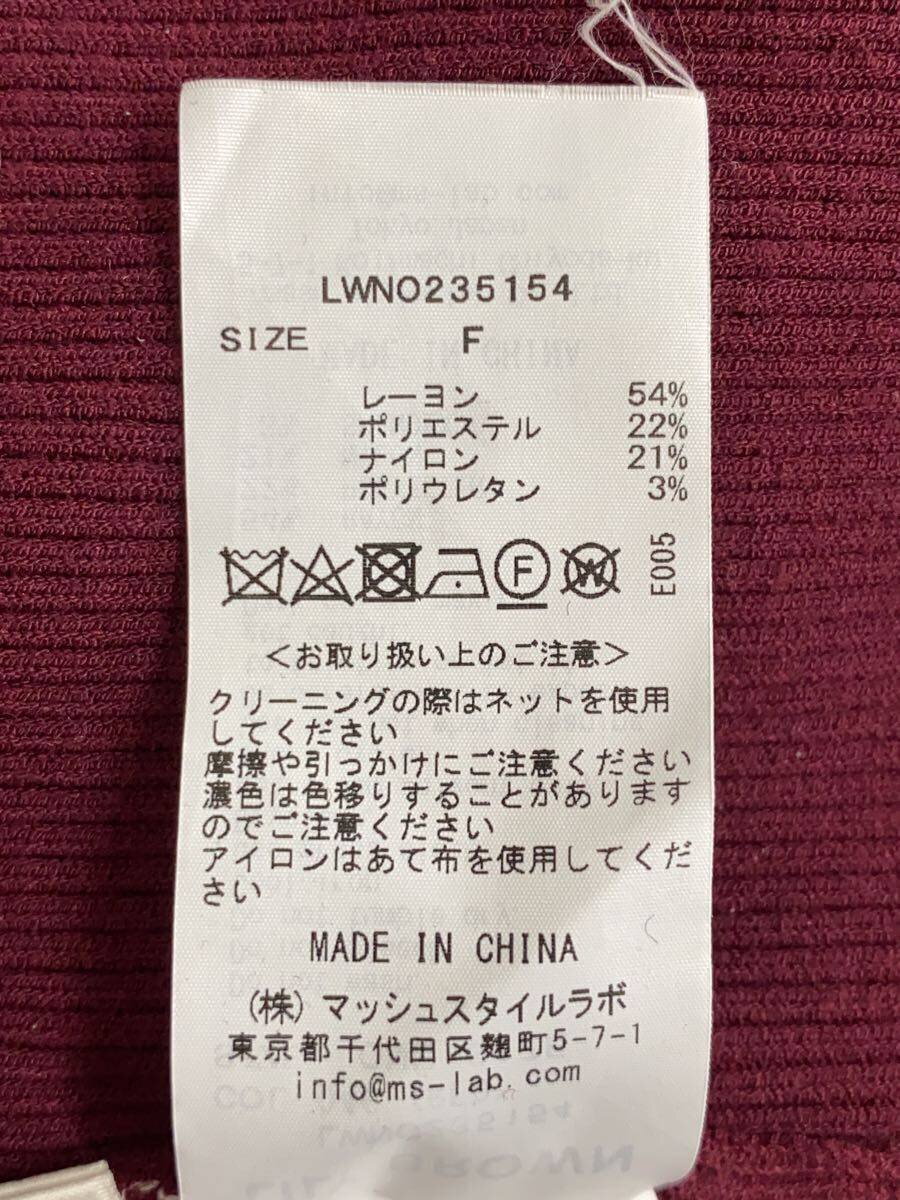 LWNO235154
SIZE F
レーヨン 54%
ポリエステル 22%
ナイロン 21%
ポリウレタン 3%
F W E005
<お取り扱い上のご注意>
クリーニングの際はネットを使用
してください
摩擦や引っかけにご注意ください
濃色は色移りすることがあります
のでご注意ください
アイロンはあて布を使用してくだ
さい
MADE IN CHINA
(株)マッシュスタイルラボ
東京都千代田区麹町5-7-1
info@ms-lab.com